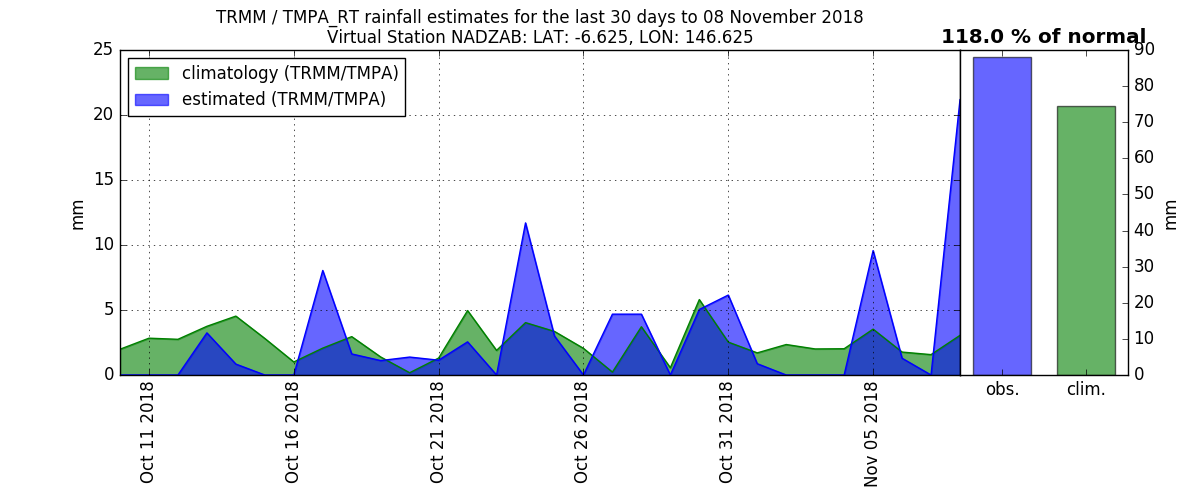 TRMM / TMPA_RT rainfall estimates for the last 30 days to 08 November 2018
Virtual Station NADZAB: LAT: -6.625, LON: 146.625
118.0 % of normal
climatology (TRMM/TMPA)
estimated (TRMM/TMPA)
25
20
15
10
5
0
mm
90
80
70
60
50
40
30
20
10
0
mm
Oct 11 2018
Oct 16 2018
Oct 21 2018
Oct 26 2018
Oct 31 2018
Nov 05 2018
obs.
clim.